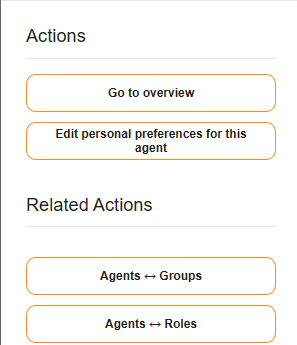 Actions
Go to overview
Edit personal preferences for this
agent
Related Actions
Agents ↔ Groups
Agents ↔ Roles